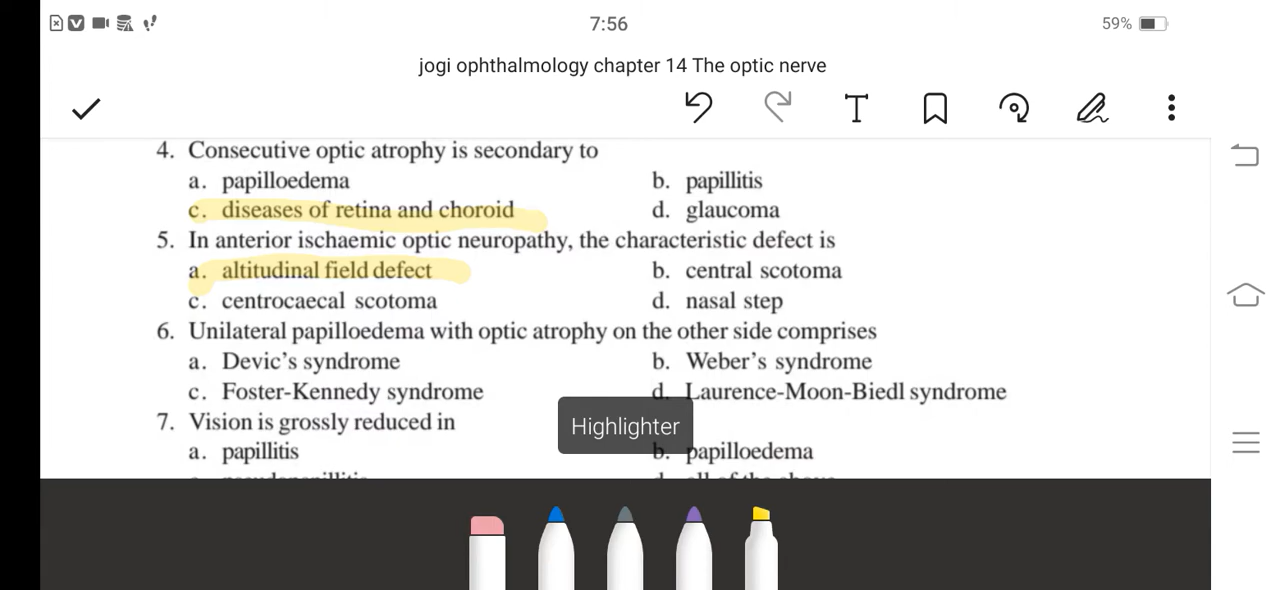 7:56
59%
jogi ophthalmology chapter 14 The optic nerve
4. Consecutive optic atrophy is secondary to
a. papilloedema b. papillitis
c. diseases of retina and choroid d. glaucoma
5. In anterior ischaemic optic neuropathy, the characteristic defect is
a. altitudinal field defect b. central scotoma
c. centrocaecal scotoma d. nasal step
6. Unilateral papilloedema with optic atrophy on the other side comprises
a. Devic's syndrome b. Weber's syndrome
c. Foster-Kennedy syndrome d. Laurence-Moon-Biedl syndrome
7. Vision is grossly reduced in
Highlighter
a. papillitis b. papilloedema